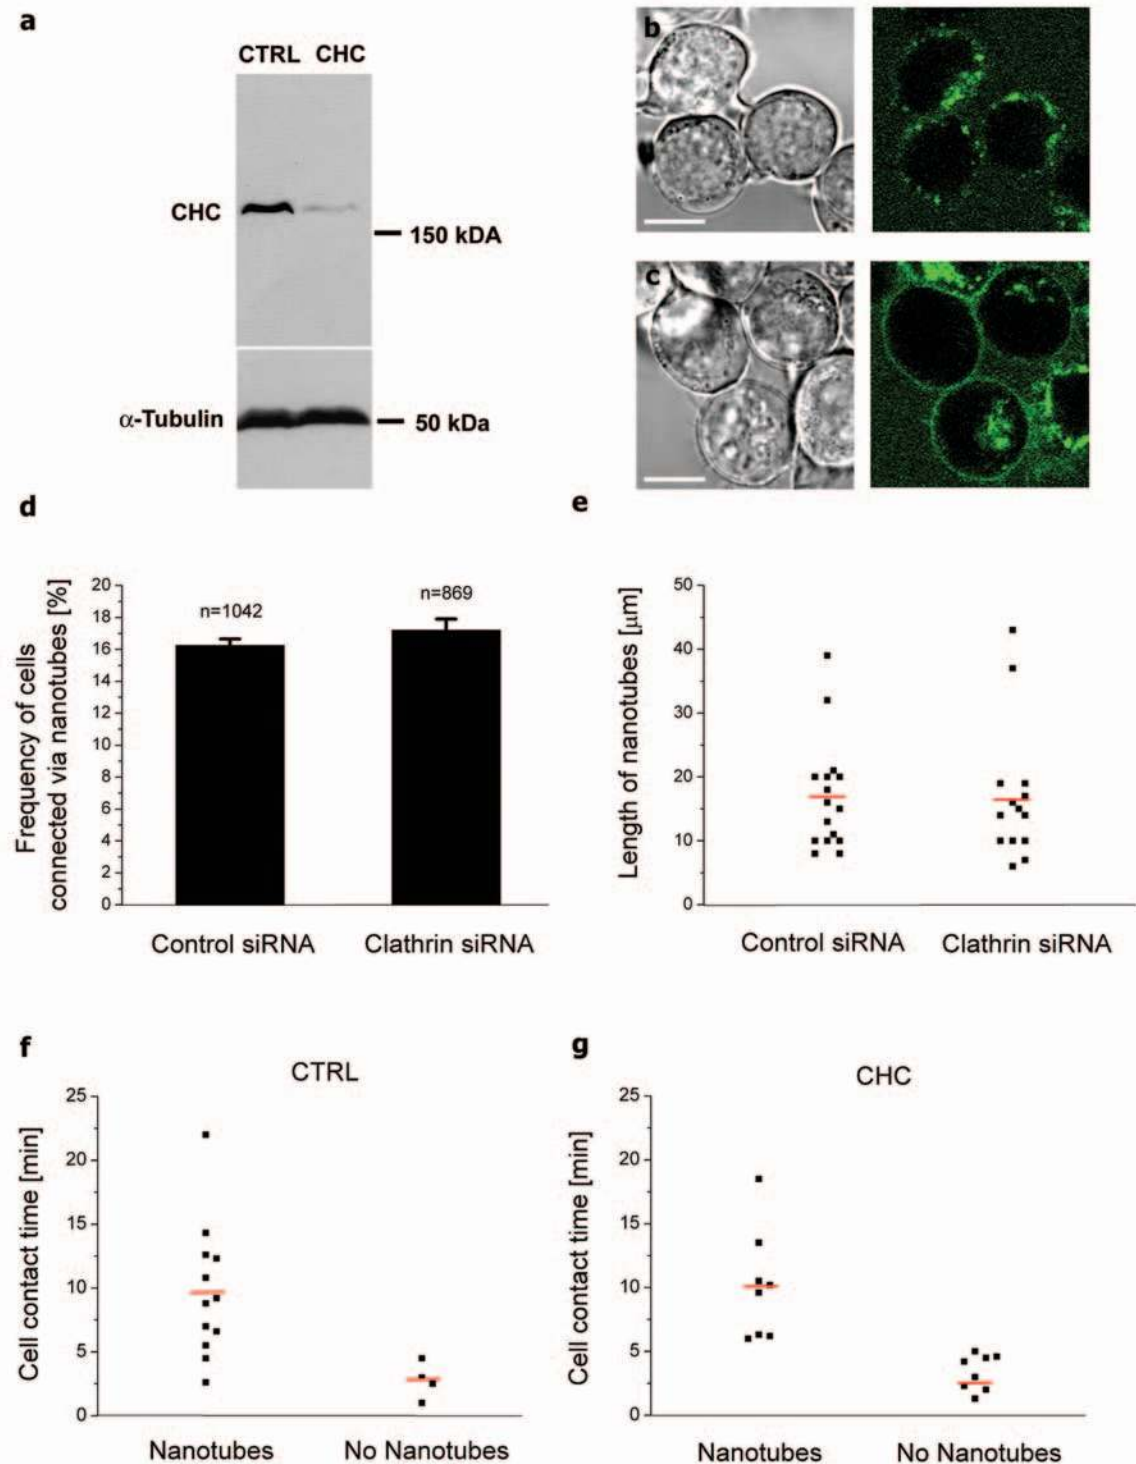 a
CTRL CHC
CHC
150 kDA
α-Tubulin
50 kDa
b
c
d
Frequency of cells
connected via nanotubes [%]
20
18
16
14
12
10
8
6
4
2
0
n=1042
n=869
Control siRNA
Clathrin siRNA
e
Length of nanotubes [μm]
50
40
30
20
10
0
Control siRNA
Clathrin siRNA
f
CTRL
Cell contact time [min]
25
20
15
10
5
0
Nanotubes
No Nanotubes
g
CHC
Cell contact time [min]
25
20
15
10
5
0
Nanotubes
No Nanotubes